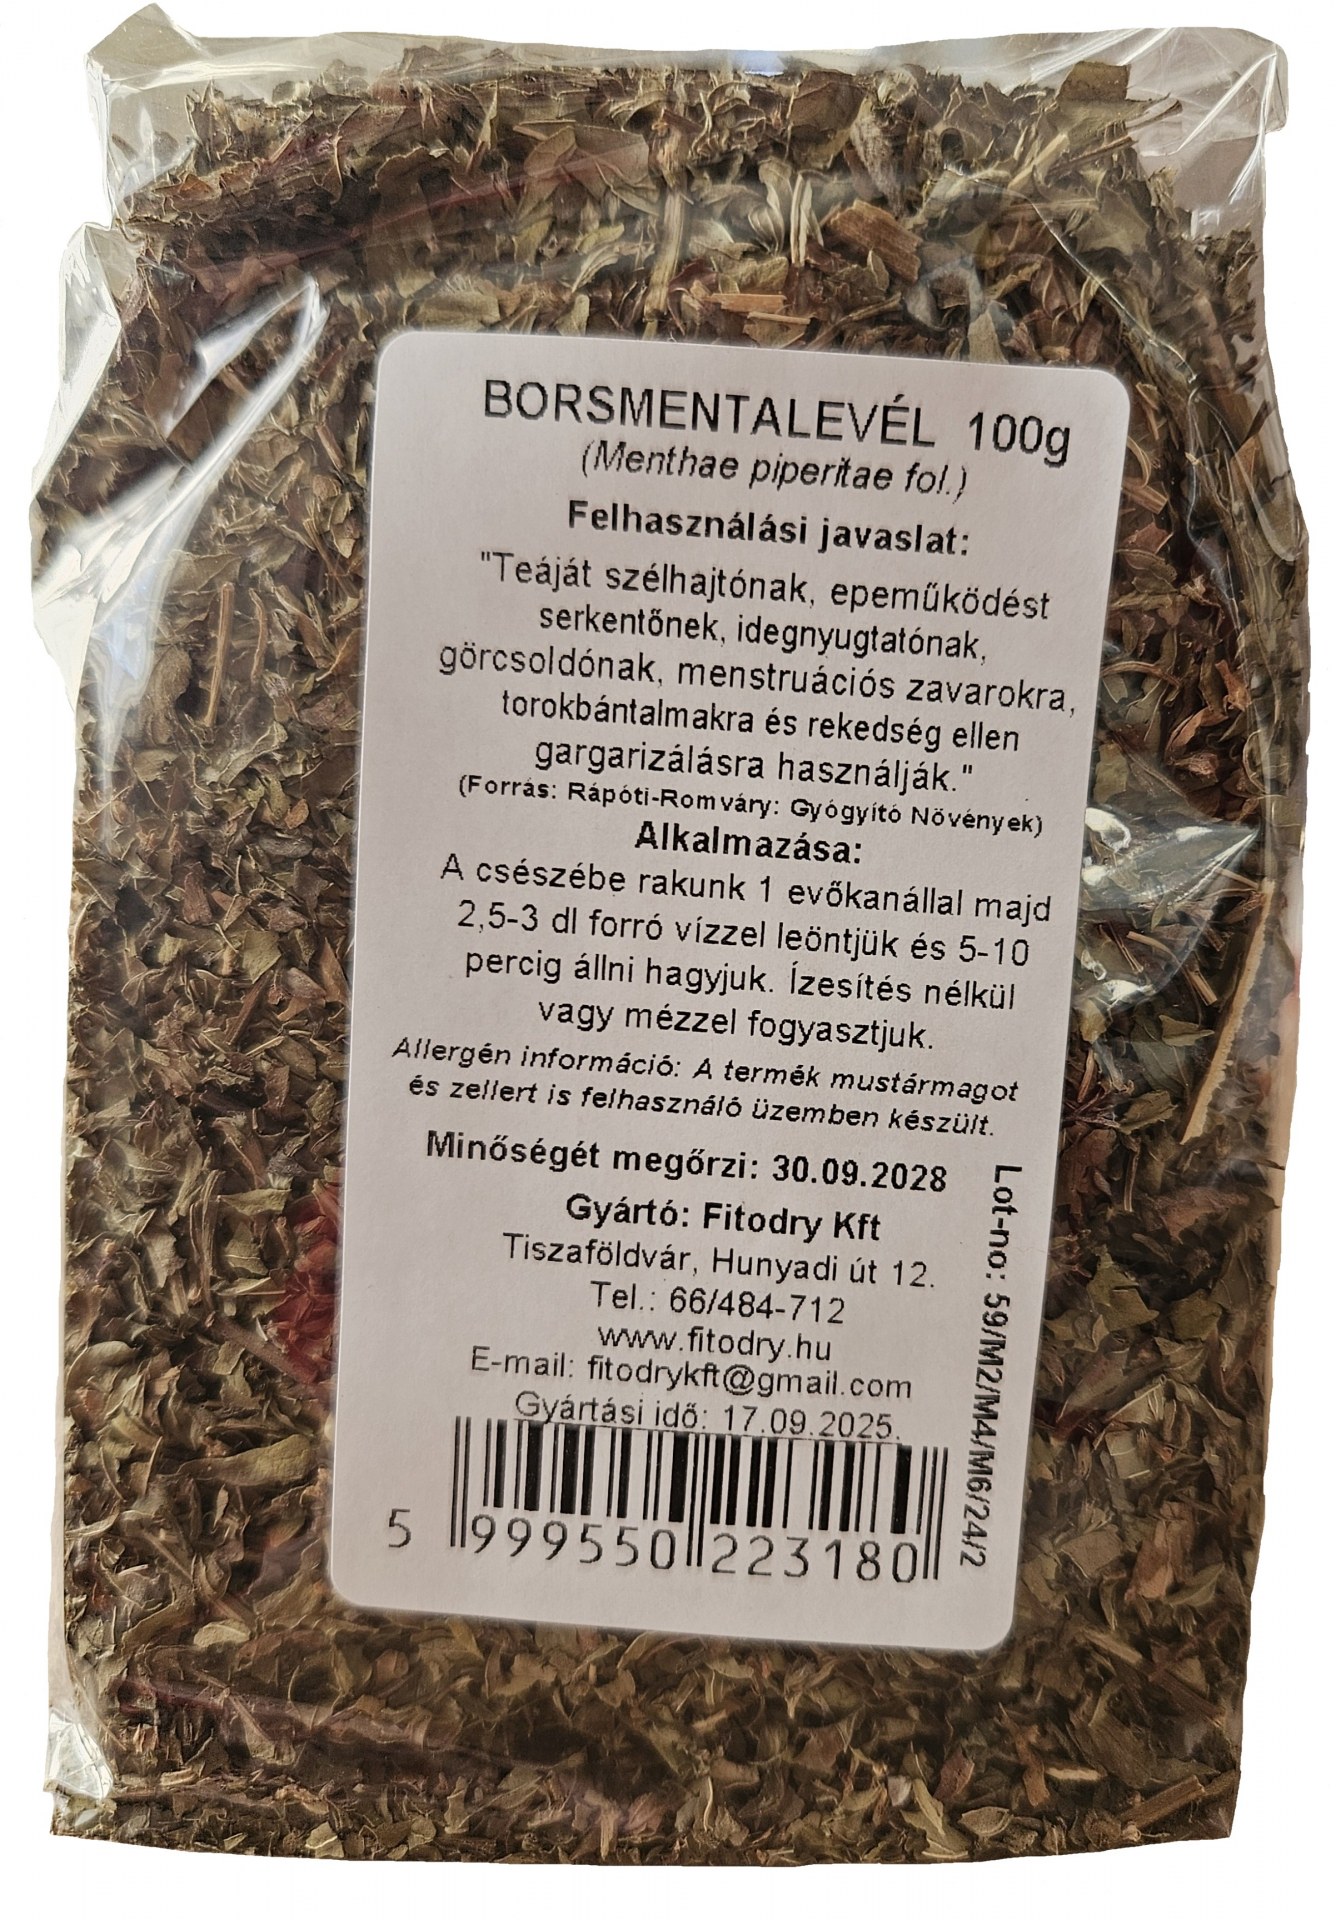 BORSMENTALEVÉL 100g
(Menthae piperitae fol.)
Felhasználási javaslat:
"Teáját szélhajtónak, epeműködést
serkentőnek, idegnyugtatónak,
görcsoldónak, menstruációs zavarokra,
torokbántalmakra és rekedség ellen
gargarizálásra használják."
(Forrás: Rápóti-Romváry: Gyógyító Növények)
Alkalmazása:
A csészébe rakunk 1 evőkanállal majd
2,5-3 dl forró vízzel leöntjük és 5-10
percig állni hagyjuk. Ízesítés nélkül
vagy mézzel fogyasztjuk.
Allergén információ: A termék mustármagot
és zellert is felhasználó üzemben készült.
Minőségét megőrzi: 30.09.2028
Gyártó: Fitodry Kft
Tiszaföldvár, Hunyadi út 12.
Tel.: 66/484-712
www.fitodry.hu
E-mail: fitodrykft@gmail.com
Gyártási idő: 17.09.2025.
5 999550 223180
Lot-no: 59/M2/M4/M6/24/2